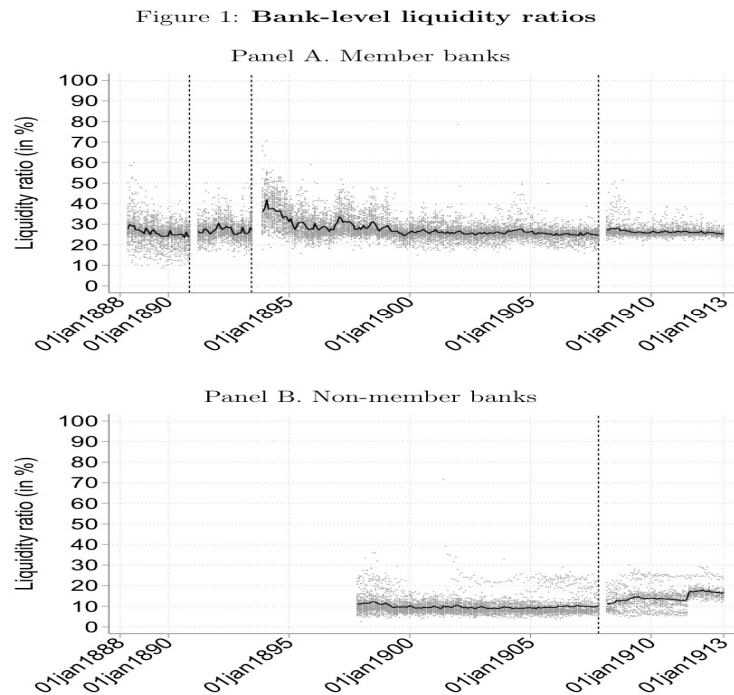 Figure 1: Bank-level liquidity ratios
Panel A. Member banks
Liquidity ratio (in %)
100
90
80
70
60
50
40
30
20
10
0
01jan1888
01jan1890
01jan1895
01jan1900
01jan1905
01jan1910
01jan1913
Panel B. Non-member banks
Liquidity ratio (in %)
100
90
80
70
60
50
40
30
20
10
0
01jan1888
01jan1890
01jan1895
01jan1900
01jan1905
01jan1910
01jan1913